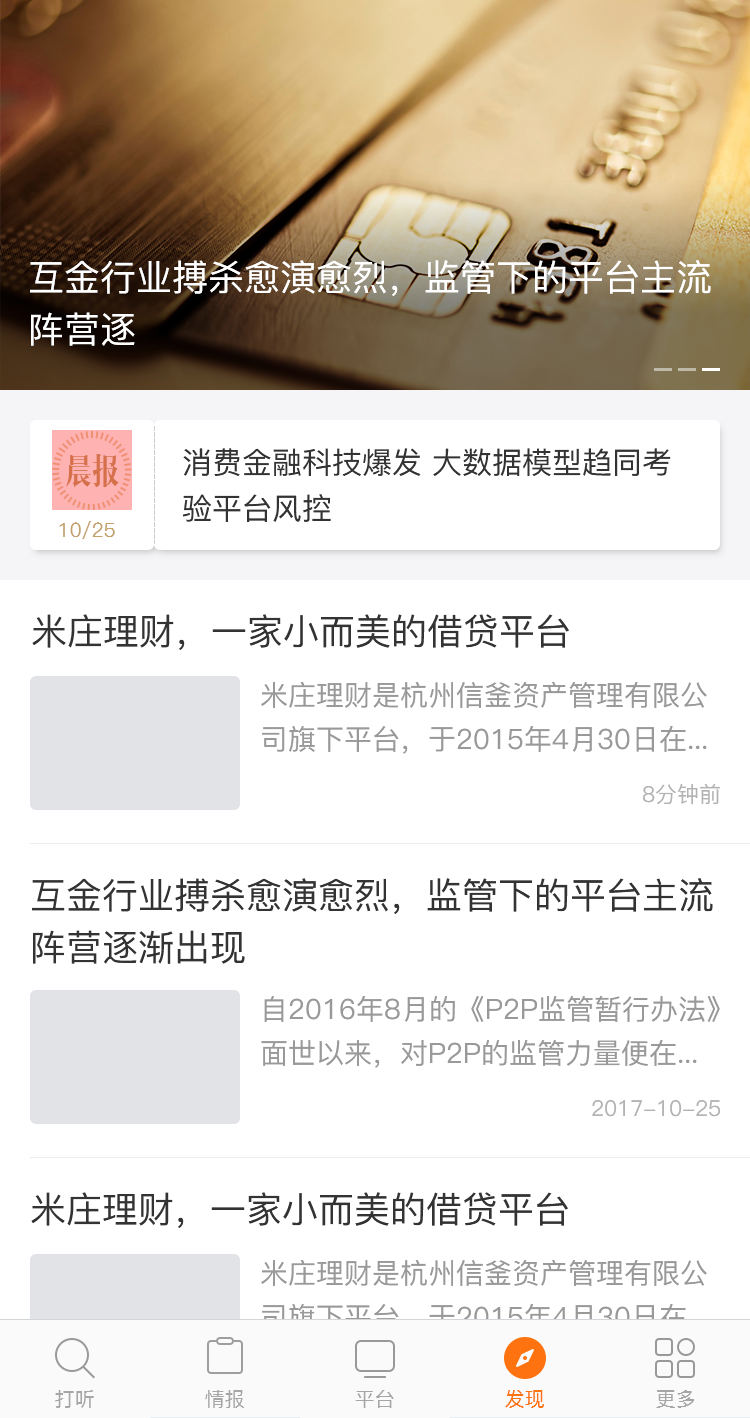 互金行业搏杀愈演愈烈，监管下的平台主流
阵营逐
晨报
10/25
消费金融科技爆发 大数据模型趋同考
验平台风控
米庄理财，一家小而美的借贷平台
米庄理财是杭州信釜资产管理有限公
司旗下平台，于2015年4月30日在...
8分钟前
互金行业搏杀愈演愈烈，监管下的平台主流
阵营逐渐出现
自2016年8月的《P2P监管暂行办法》
面世以来，对P2P的监管力量便在...
2017-10-25
米庄理财，一家小而美的借贷平台
米庄理财是杭州信釜资产管理有限公
司旗下平台，于2015年4月30日在
打听
情报
平台
发现
更多